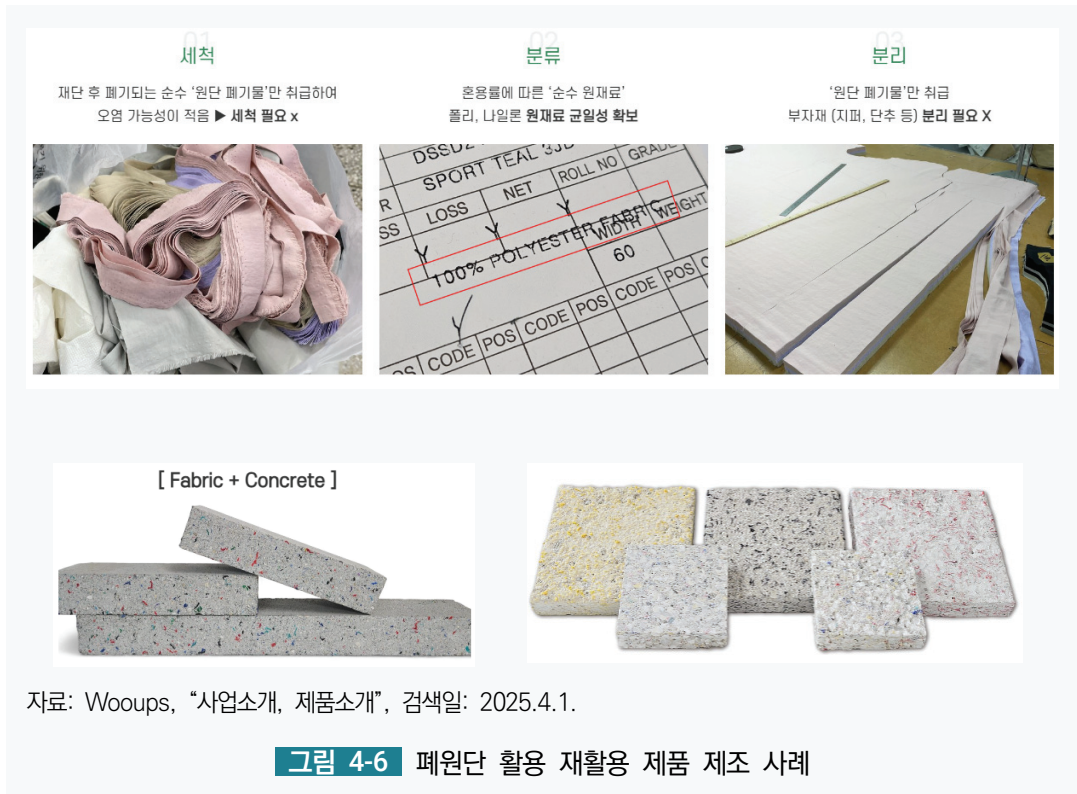 01
세척
재단 후 폐기되는 순수 ‘원단 폐기물’만 취급하여
오염 가능성이 적음 ▶ 세척 필요 x
02
분류
혼용률에 따른 ‘순수 원재료’
폴리, 나일론 원재료 균일성 확보
03
분리
‘원단 폐기물’만 취급
부자재 (지퍼, 단추 등) 분리 필요 X
SPORT TEAL
LOSS NET ROLL NO GRADE
100% POLYESTER FABRIC
WIDTH WEIGHT
60
CODE POS CODE POS CODE POS
[ Fabric + Concrete ]
자료: Wooups, “사업소개, 제품소개”, 검색일: 2025.4.1.
그림 4-6 폐원단 활용 재활용 제품 제조 사례